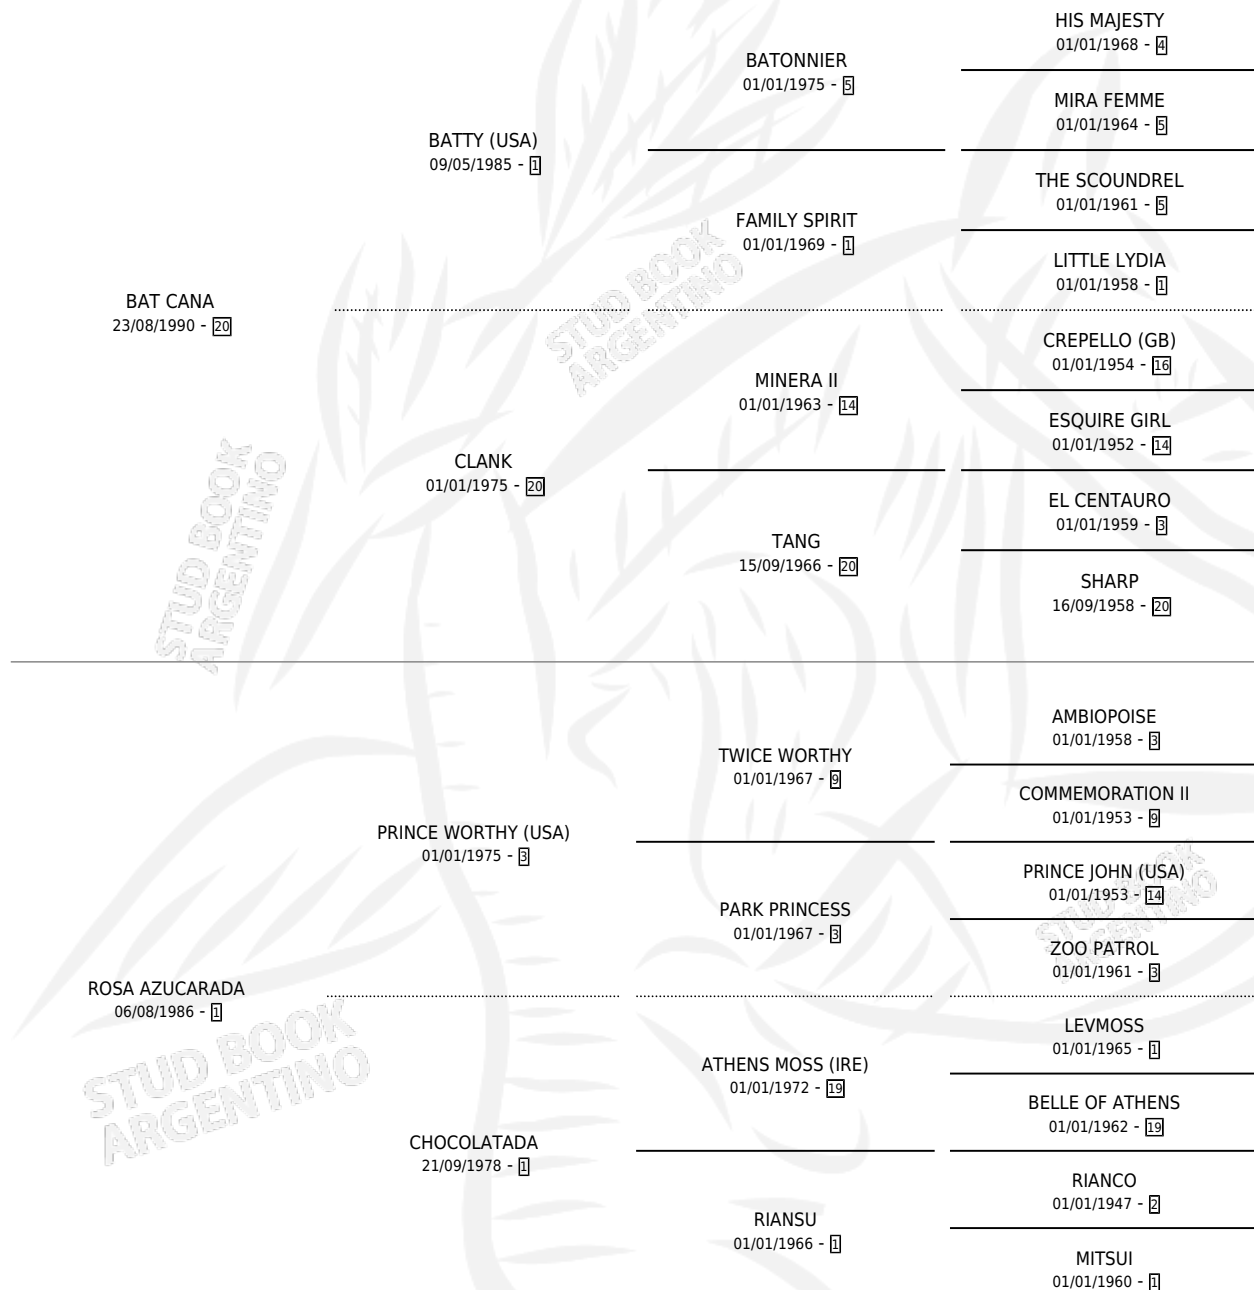 HIS MAJESTY
01/01/1968 - 4
BATONNIER
01/01/1975 - 5
MIRA FEMME
01/01/1964 - 5
BATTY (USA)
09/05/1985 - 1
THE SCOUNDREL
01/01/1961 - 5
FAMILY SPIRIT
01/01/1969 - 1
LITTLE LYDIA
01/01/1958 - 1
BAT CANA
23/08/1990 - 20
CREPELLO (GB)
01/01/1954 - 16
MINERA II
01/01/1963 - 14
ESQUIRE GIRL
01/01/1952 - 14
CLANK
01/01/1975 - 20
EL CENTAURO
01/01/1959 - 3
TANG
15/09/1966 - 20
SHARP
16/09/1958 - 20
AMBIOPOISE
01/01/1958 - 3
TWICE WORTHY
01/01/1967 - 9
COMMEMORATION II
01/01/1953 - 9
PRINCE WORTHY (USA)
01/01/1975 - 3
PRINCE JOHN (USA)
01/01/1953 - 14
PARK PRINCESS
01/01/1967 - 3
ZOO PATROL
01/01/1961 - 3
ROSA AZUCARADA
06/08/1986 - 1
LEVMOSS
01/01/1965 - 1
ATHENS MOSS (IRE)
01/01/1972 - 19
BELLE OF ATHENS
01/01/1962 - 19
CHOCOLATADA
21/09/1978 - 1
RIANCO
01/01/1947 - 2
RIANSU
01/01/1966 - 1
MITSUI
01/01/1960 - 1
STUD BOOK
ARGENTINO
STUD BOOK
ARGENTINO
STUD BOOK
ARGENTINO
STUD BOOK
ARGENTINO